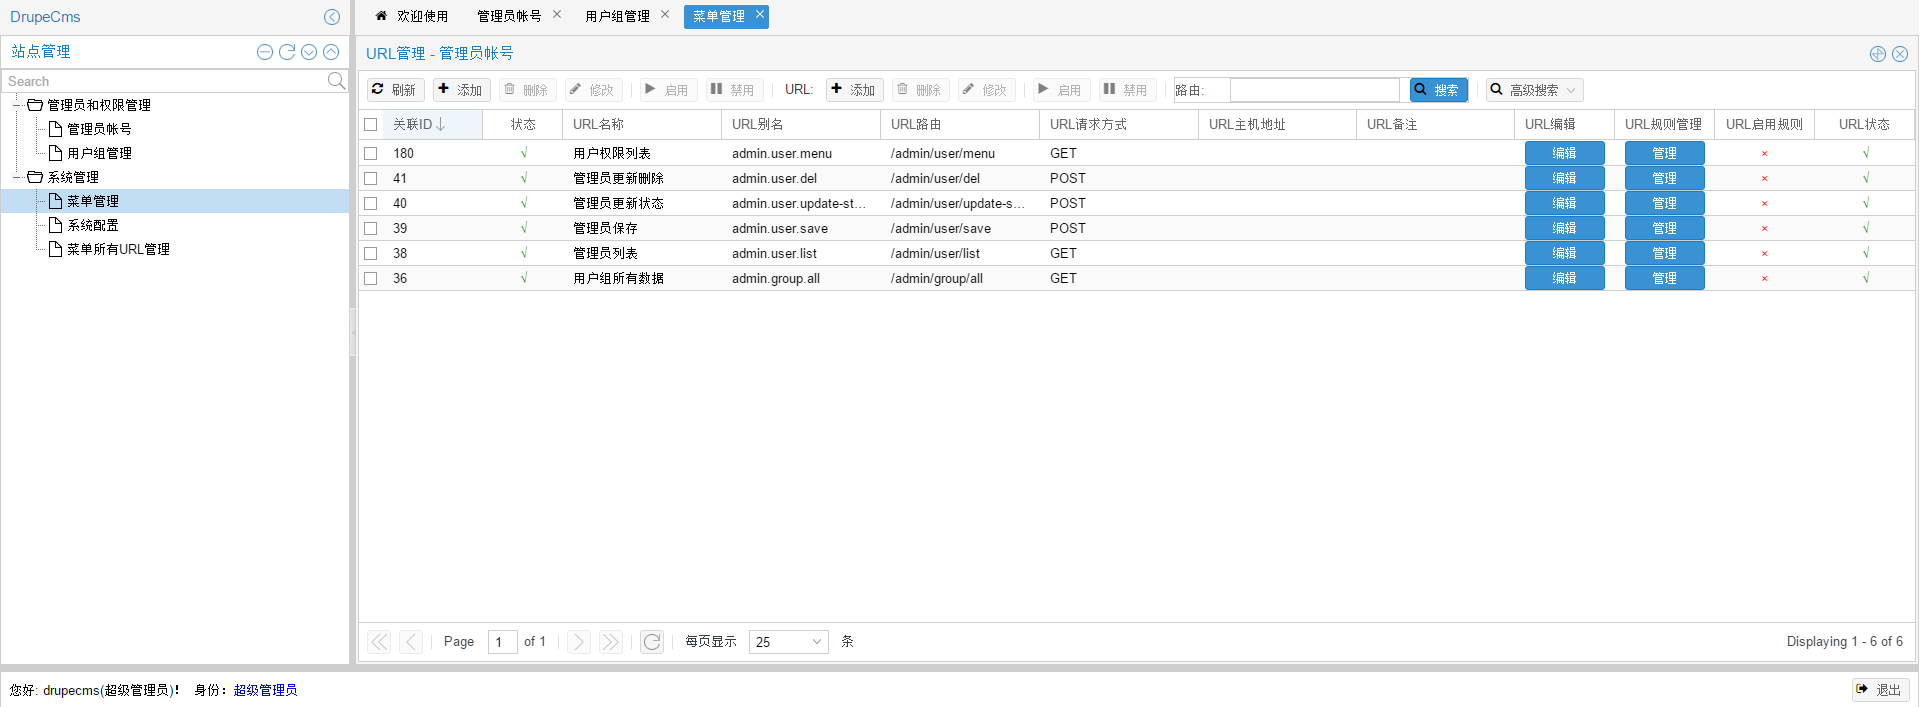 DrupeCms
欢迎使用 管理员帐号 用户组管理 菜单管理
站点管理
URL管理 - 管理员帐号
Search
管理员和权限管理
管理员帐号
用户组管理
系统管理
菜单管理
系统配置
菜单所有URL管理
刷新 添加 删除 修改 启用 禁用 URL: 添加 删除 修改 启用 禁用 路由: 搜索 高级搜索
关联ID 状态 URL名称 URL别名 URL路由 URL请求方式 URL主机地址 URL备注 URL编辑 URL规则管理 URL启用规则 URL状态
180 √ 用户权限列表 admin.user.menu /admin/user/menu GET 编辑 管理 × √
41 √ 管理员更新删除 admin.user.del /admin/user/del POST 编辑 管理 × √
40 √ 管理员更新状态 admin.user.update-st... /admin/user/update-s... POST 编辑 管理 × √
39 √ 管理员保存 admin.user.save /admin/user/save POST 编辑 管理 × √
38 √ 管理员列表 admin.user.list /admin/user/list GET 编辑 管理 × √
36 √ 用户组所有数据 admin.group.all /admin/group/all GET 编辑 管理 × √
Page 1 of 1 每页显示 25 条 Displaying 1 - 6 of 6
您好: drupecms(超级管理员)! 身份: 超级管理员 退出